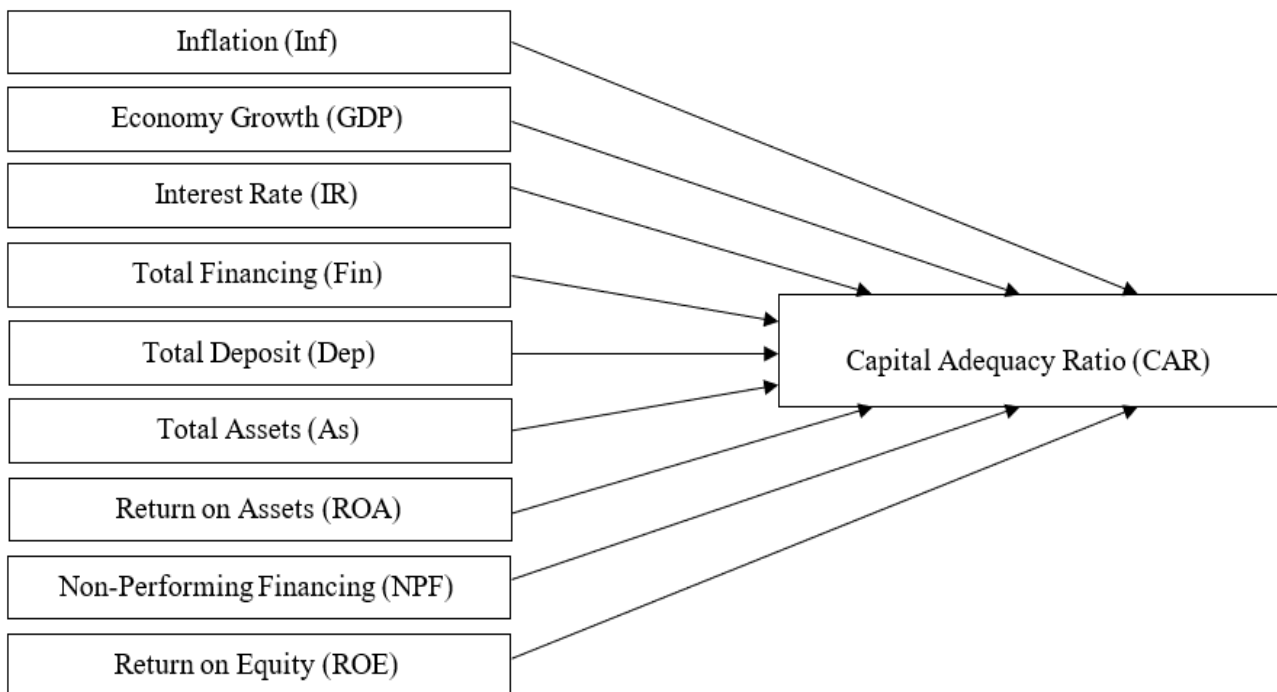 Inflation (Inf)
Economy Growth (GDP)
Interest Rate (IR)
Total Financing (Fin)
Total Deposit (Dep)
Total Assets (As)
Return on Assets (ROA)
Non-Performing Financing (NPF)
Return on Equity (ROE)
Capital Adequacy Ratio (CAR)